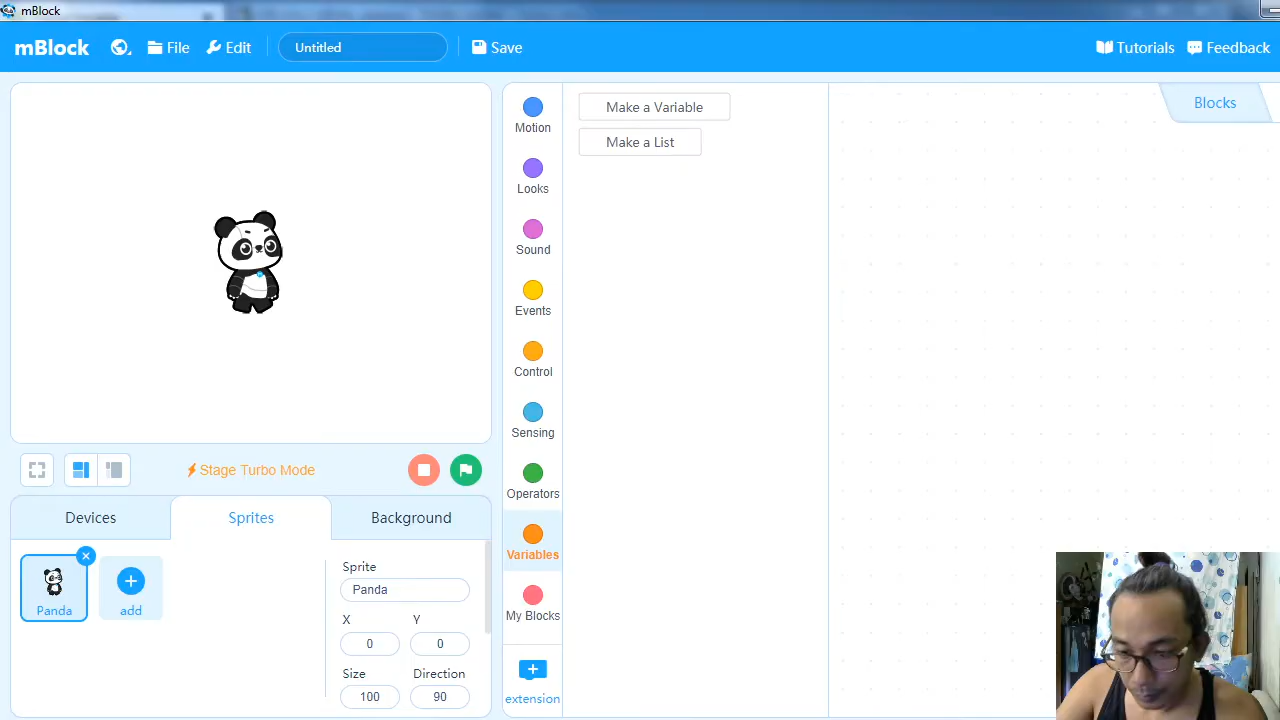 mBlock
mBlock
File
Edit
Untitled
Save
Tutorials
Feedback
Motion
Looks
Sound
Events
Control
Sensing
Operators
Variables
My Blocks
extension
Make a Variable
Make a List
Blocks
Stage Turbo Mode
Devices
Sprites
Background
Panda
add
Sprite
Panda
X
Y
0
0
Size
Direction
100
90